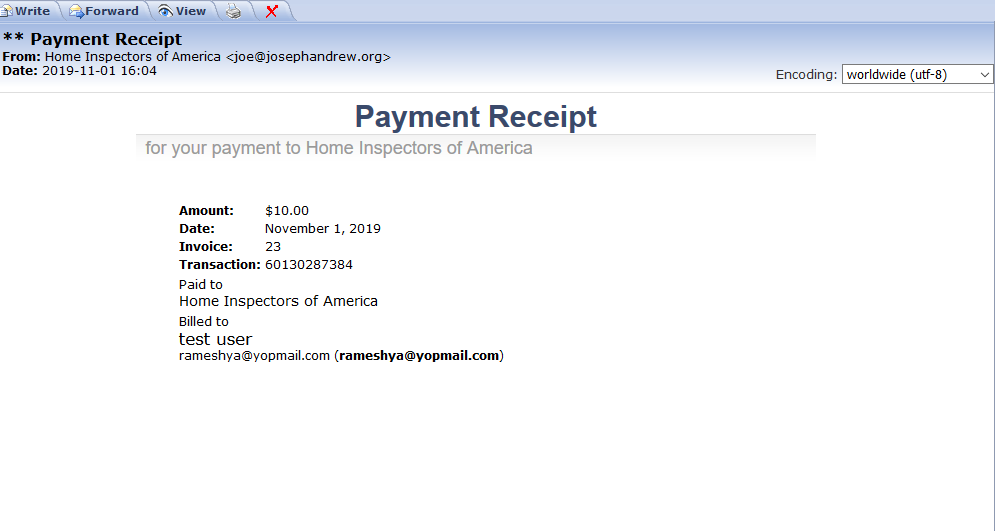 Write Forward View
** Payment Receipt
From: Home Inspectors of America <joe@josephandrew.org>
Date: 2019-11-01 16:04
Encoding: worldwide (utf-8)
Payment Receipt
for your payment to Home Inspectors of America
Amount: $10.00
Date: November 1, 2019
Invoice: 23
Transaction: 60130287384
Paid to
Home Inspectors of America
Billed to
test user
rameshya@yopmail.com (rameshya@yopmail.com)